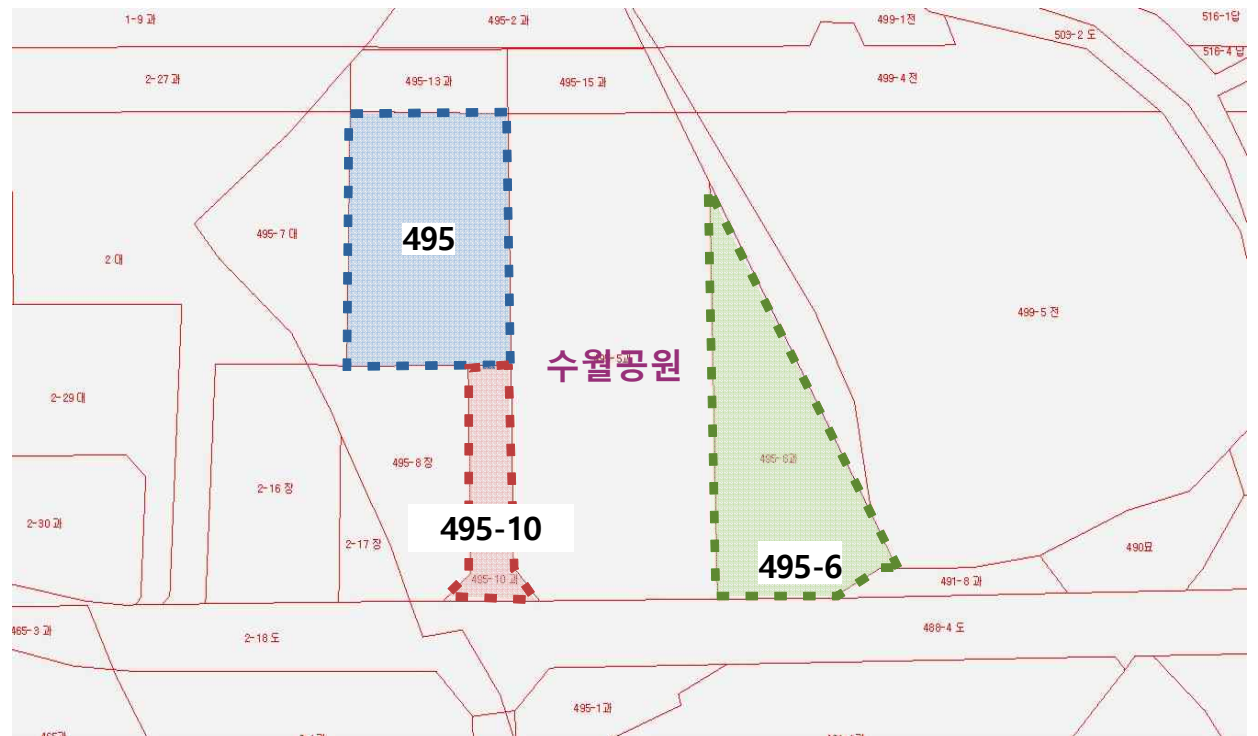 1-9 과
495-2 과
499-1전
516-1답
503-2 도
516-4 답
2-27 과
495-13 과
495-15 과
499-4 전
495-7 대
495
2 대
499-5 전
수월공원
2-29 대
495-8 장
495-6과
2-16 장
2-30 과
2-17 장
495-10
495-6
490묘
495-10 과
491-8 과
465-3 과
2-18 도
488-4 도
495-1 과